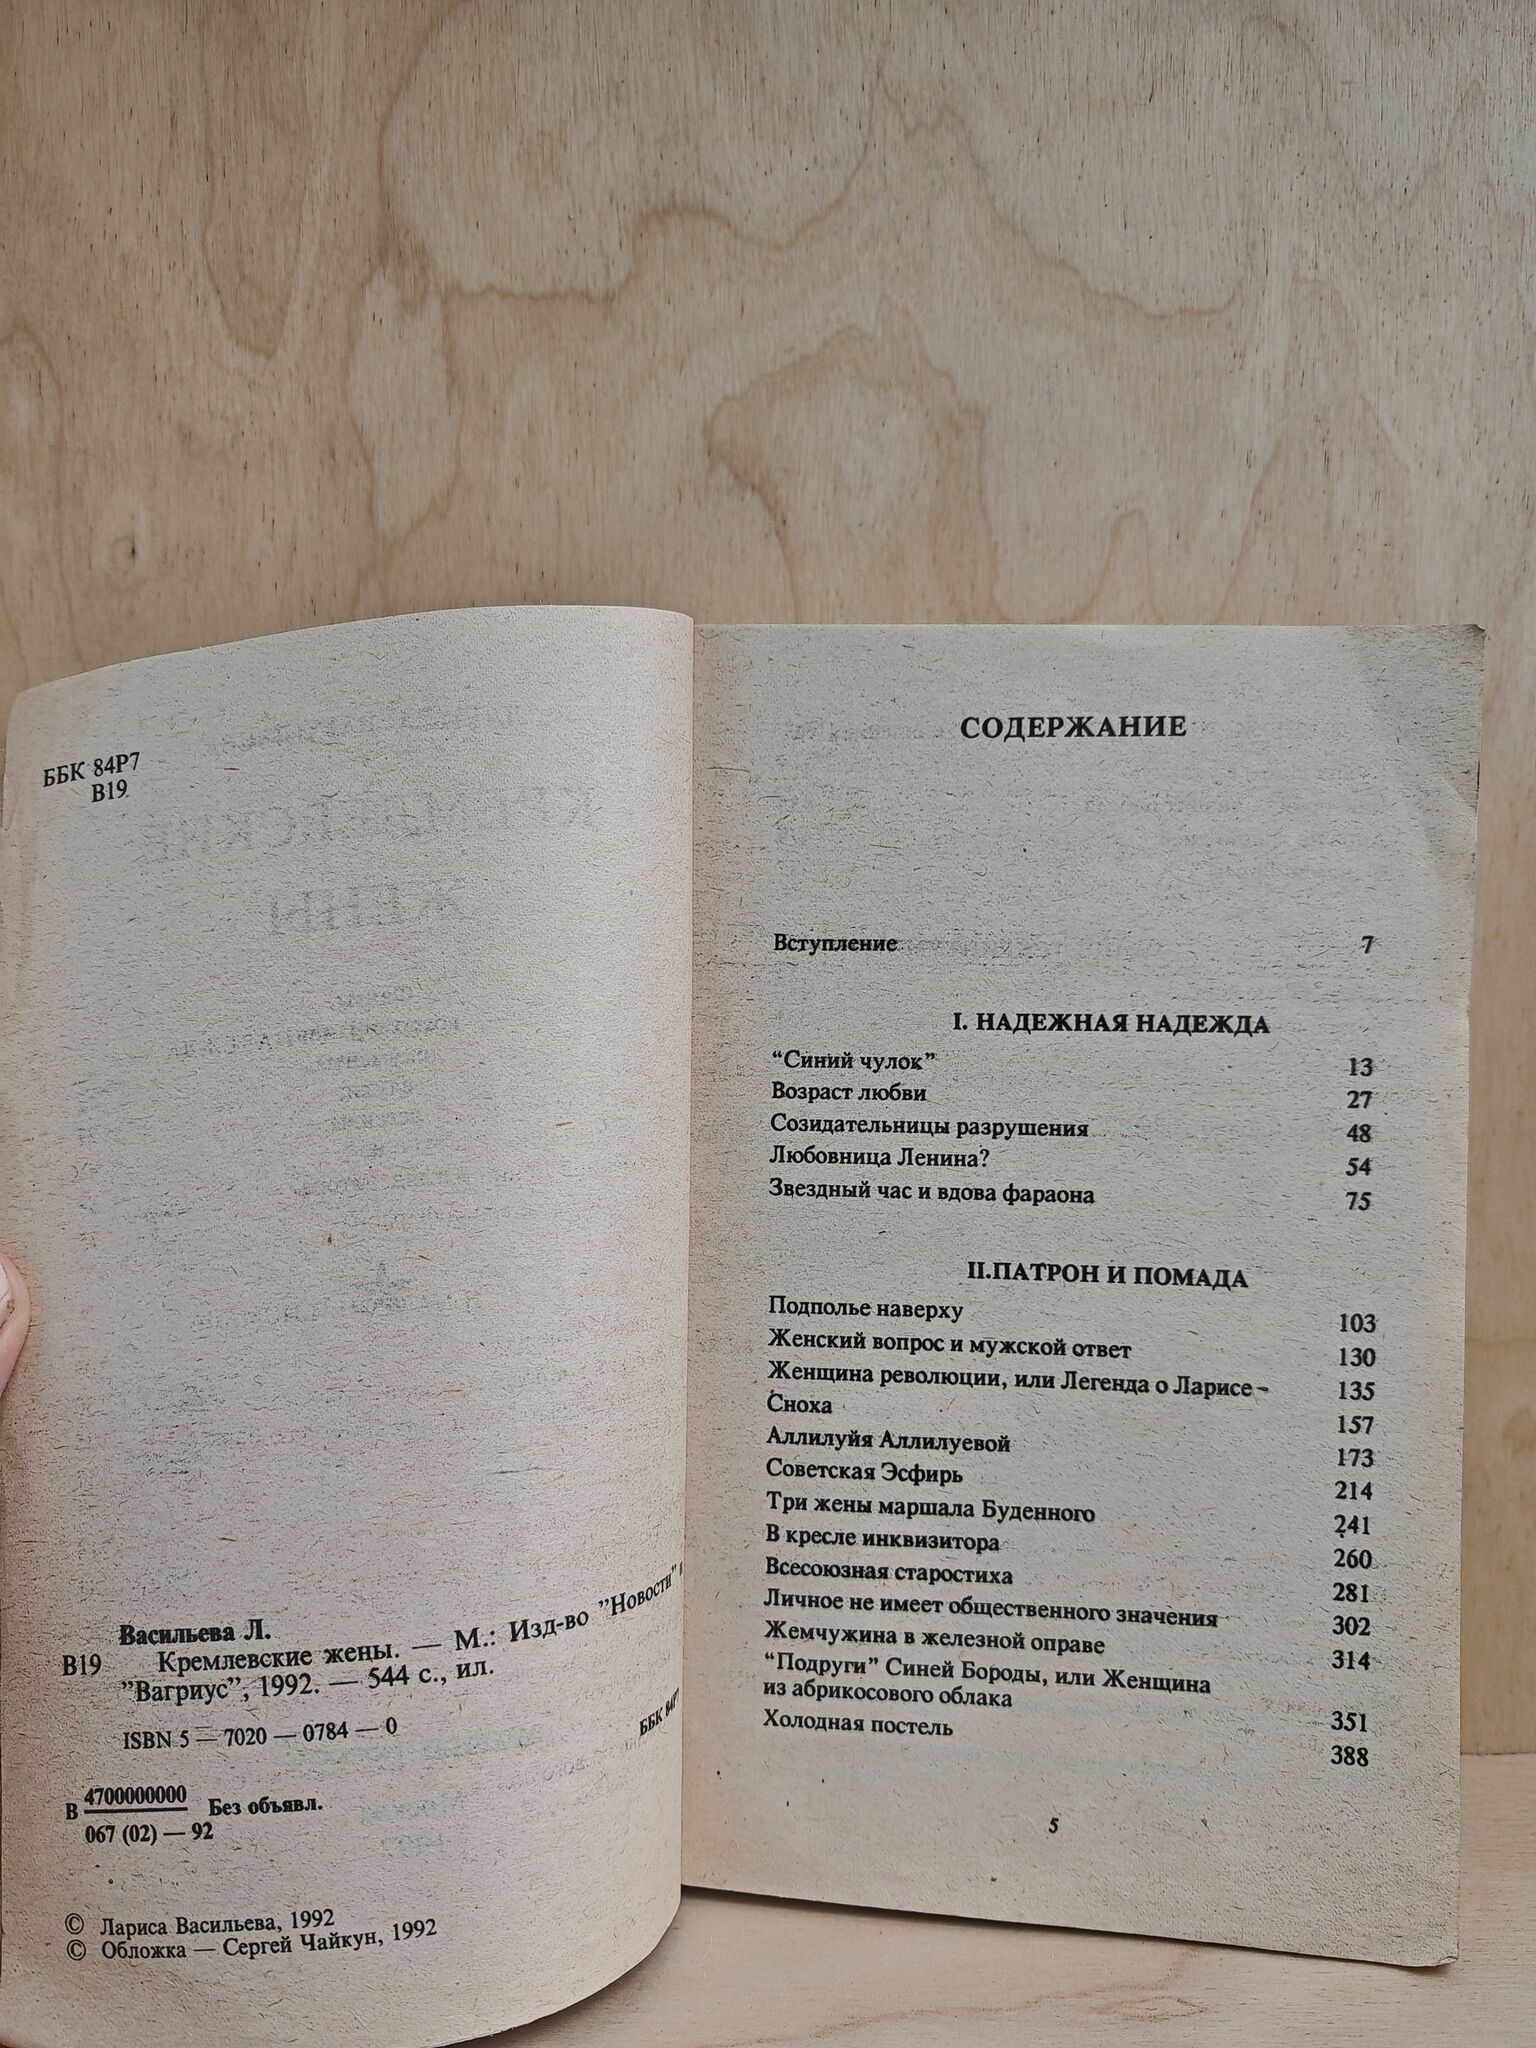 ББК 84Р7
В19
Васильева Л.
В19 Кремлевские жены. — М.: Изд-во "Новости" и
"Вагриус", 1992. — 544 с., ил.
ISBN 5 — 7020 — 0784 — 0
ББК 84Р7
В 4700000000 Без объявл.
067 (02) — 92
© Лариса Васильева, 1992
© Обложка — Сергей Чайкун, 1992
СОДЕРЖАНИЕ
Вступление 7
I. НАДЕЖНАЯ НАДЕЖДА
“Синий чулок” 13
Возраст любви 27
Созидательницы разрушения 48
Любовница Ленина? 54
Звездный час и вдова фараона 75
II.ПАТРОН И ПОМАДА
Подполье наверху 103
Женский вопрос и мужской ответ 130
Женщина революции, или Легенда о Ларисе - 135
Сноха 157
Аллилуйя Аллилуевой 173
Советская Эсфирь 214
Три жены маршала Буденного 241
В кресле инквизитора 260
Всесоюзная старостиха 281
Личное не имеет общественного значения 302
Жемчужина в железной оправе 314
“Подруги” Синей Бороды, или Женщина
из абрикосового облака 351
Холодная постель 388
5